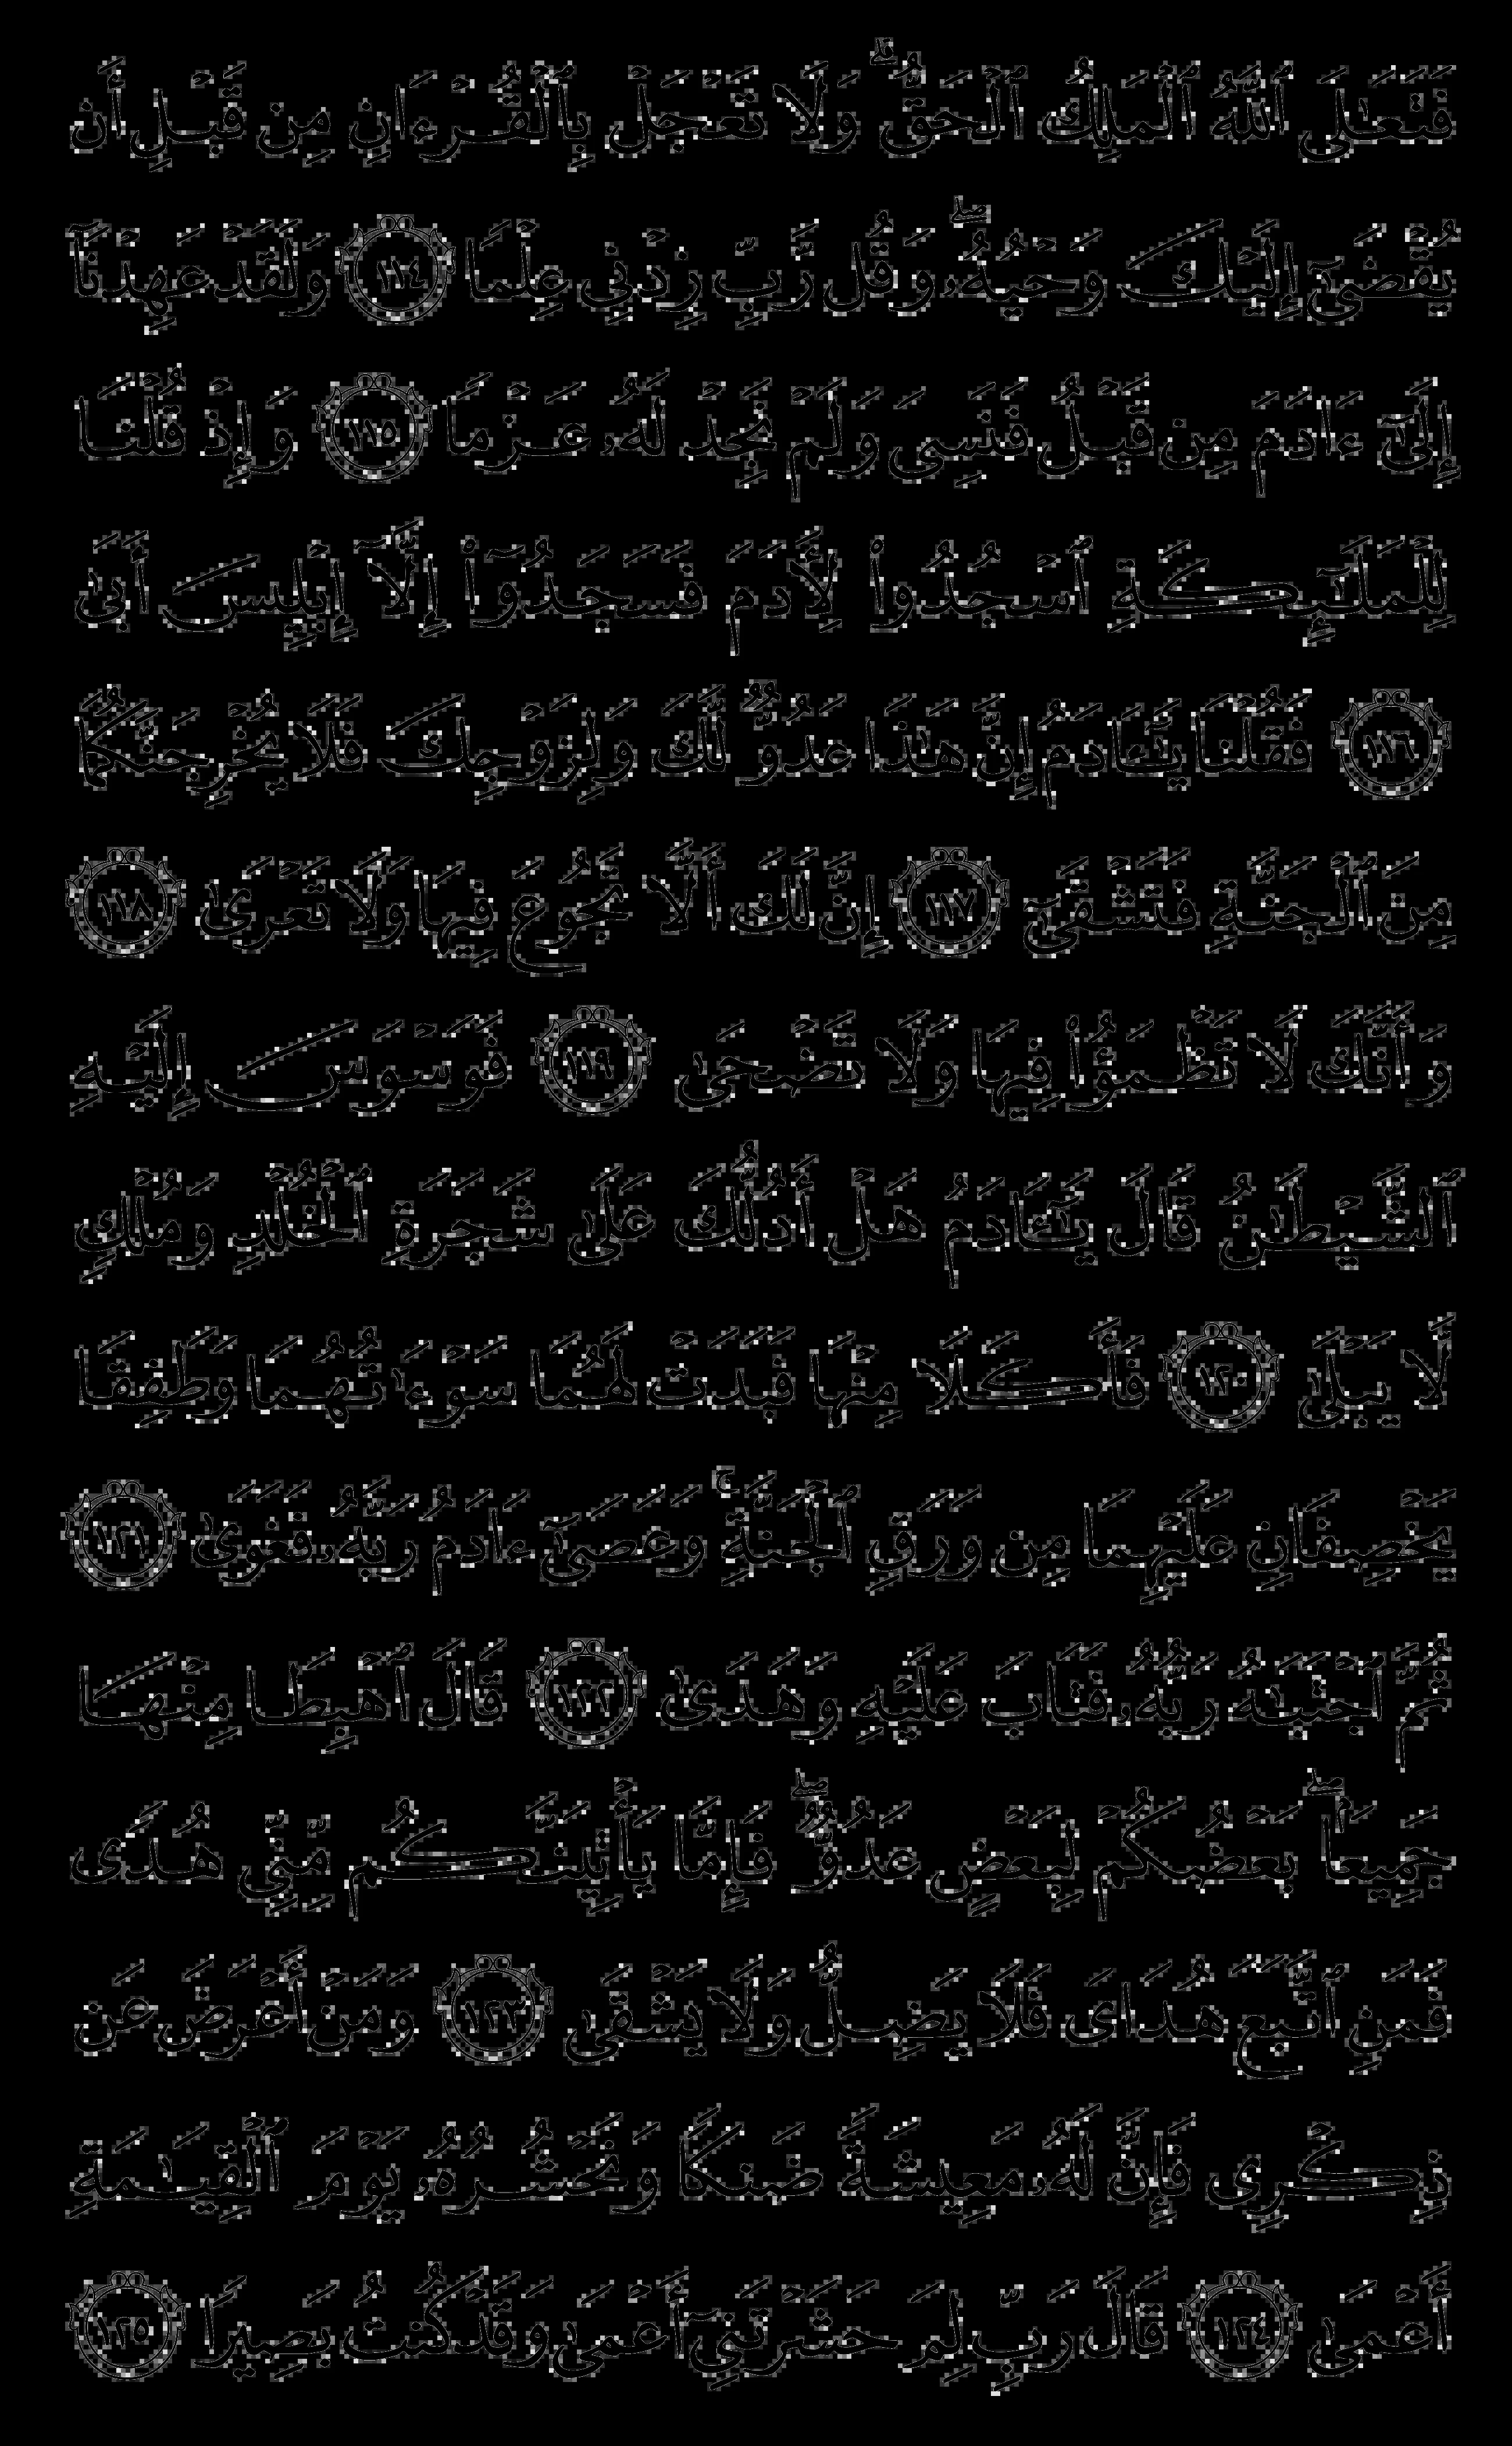 فَتَعَـٰلَى ٱللَّهُ ٱلْمَلِكُ ٱلْحَقُّ ۗ وَلَا تَعْجَلْ بِٱلْقُرْءَانِ مِن قَبْلِ أَن
يُقْضَىٰٓ إِلَيْكَ وَحْيُهُۥ ۖ وَقُل رَّبِّ زِدْنِي عِلْمًا ١١٤ وَلَقَدْ عَهِدْنَآ
إِلَىٰٓ ءَادَمَ مِن قَبْلُ فَنَسِىَ وَلَمْ نَجِدْ لَهُۥ عَزْمًا ١١٥ وَإِذْ قُلْنَا
لِلْمَلَـٰٓئِكَةِ ٱسْجُدُوا۟ لِأٓدَمَ فَسَجَدُوٓا۟ إِلَّآ إِبْلِيسَ أَبَىٰ
١١٦ فَقُلْنَا يَـٰٓـَٔادَمُ إِنَّ هَـٰذَا عَدُوٌّ لَّكَ وَلِزَوْجِكَ فَلَا يُخْرِجَنَّكُمَا
مِنَ ٱلْجَنَّةِ فَتَشْقَىٰٓ ١١٧ إِنَّ لَكَ أَلَّا تَجُوعَ فِيهَا وَلَا تَعْرَىٰ ١١٨
وَأَنَّكَ لَا تَظْمَؤُا۟ فِيهَا وَلَا تَضْحَىٰ ١١٩ فَوَسْوَسَ إِلَيْهِ
ٱلشَّيْطَـٰنُ قَالَ يَـٰٓـَٔادَمُ هَلْ أَدُلُّكَ عَلَىٰ شَجَرَةِ ٱلْخُلْدِ وَمُلْكٍ
لَّا يَبْلَىٰ ١٢٠ فَأَكَلَا مِنْهَا فَبَدَتْ لَهُمَا سَوْءَٰتُهُمَا وَطَفِقَا
يَخْصِفَانِ عَلَيْهِمَا مِن وَرَقِ ٱلْجَنَّةِ ۚ وَعَصَىٰٓ ءَادَمُ رَبَّهُۥ فَغَوَىٰ ١٢١
ثُمَّ ٱجْتَبَـٰهُ رَبُّهُۥ فَتَابَ عَلَيْهِ وَهَدَىٰ ١٢٢ قَالَ ٱهْبِطَا مِنْهَا
جَمِيعًۢا ۖ بَعْضُكُمْ لِبَعْضٍ عَدُوٌّ ۖ فَإِمَّا يَأْتِيَنَّكُم مِّنِّى هُدًى
فَمَنِ ٱتَّبَعَ هُدَاىَ فَلَا يَضِلُّ وَلَا يَشْقَىٰ ١٢٣ وَمَنْ أَعْرَضَ عَن
ذِكْرِى فَإِنَّ لَهُۥ مَعِيشَةً ضَنكًا وَنَحْشُرُهُۥ يَوْمَ ٱلْقِيَـٰمَةِ
أَعْمَىٰ ١٢٤ قَالَ رَبِّ لِمَ حَشَرْتَنِىٓ أَعْمَىٰ وَقَدْ كُنتُ بَصِيرًا ١٢٥